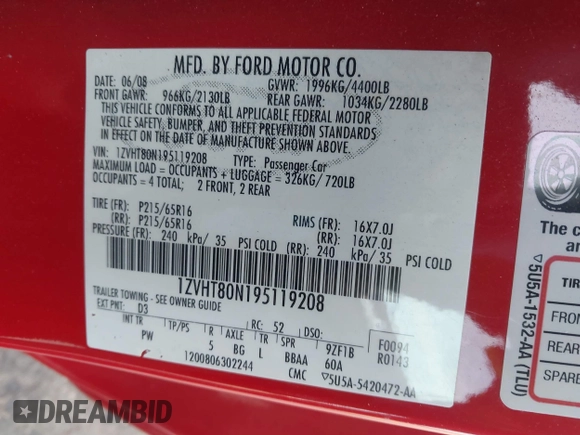 MFD. BY FORD MOTOR CO.
DATE: 06/08 GVWR: 1996KG/4400LB
FRONT GAWR: 966KG/2130LB REAR GAWR: 1034KG/2280LB
THIS VEHICLE CONFORMS TO ALL APPLICABLE FEDERAL MOTOR
VEHICLE SAFETY, BUMPER, AND THEFT PREVENTION STANDARDS
IN EFFECT ON THE DATE OF MANUFACTURE SHOWN ABOVE.
VIN: 1ZVHT80N195119208 TYPE: Passenger Car
MAXIMUM LOAD = OCCUPANTS + LUGGAGE = 326KG/720LB
OCCUPANTS = 4 TOTAL; 2 FRONT, 2 REAR
TIRE (FR): P215/65R16 RIMS (FR): 16X7.0J
(RR): P215/65R16 (RR): 16X7.0J
PRESSURE (FR): 240 kPa/ 35 PSI COLD (RR): 240 kPa/ 35 PSI COLD
1ZVHT80N195119208
TRAILER TOWING - SEE OWNER GUIDE
EXT PNT: D3 RC: 52 DSO: F0094
INT TR TP/PS R AXLE TR SPR 9ZF1B R0143
PW 5 BG L BBAA 60A
1200806302244 CMC ▽5U5A-5420472-AA
The c
TI
FRON
REAR
SPARE
▽5U5A-1532-AA (TLU)
DREAMBID